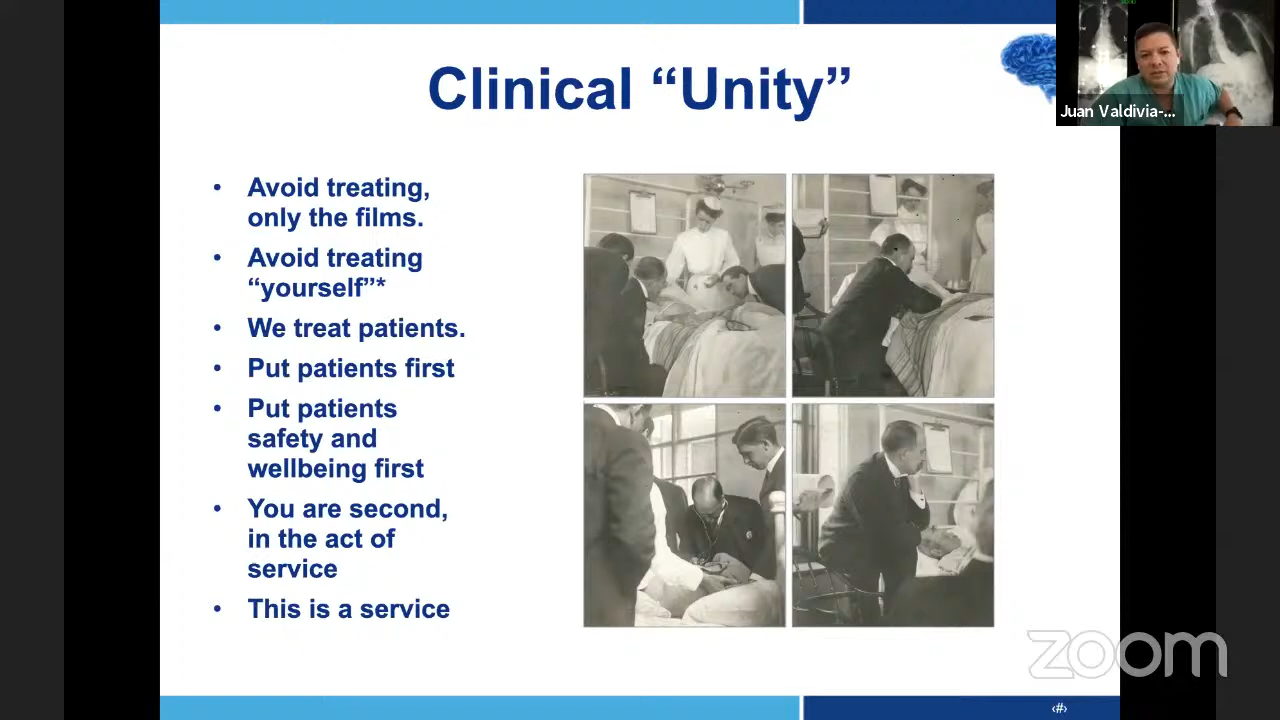 Clinical “Unity”
Juan Valdivia-...
• Avoid treating,
only the films.
• Avoid treating
“yourself”*
• We treat patients.
• Put patients first
• Put patients
safety and
wellbeing first
• You are second,
in the act of
service
• This is a service
zoom
‹#›